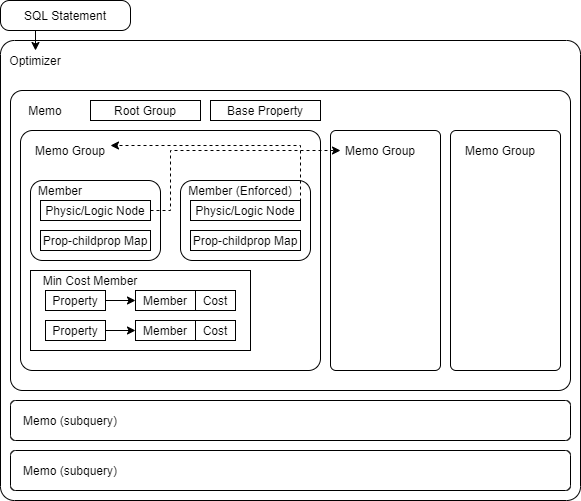 SQL Statement
Optimizer
Memo
Root Group
Base Property
Memo Group
Memo Group
Memo Group
Member
Member (Enforced)
Physic/Logic Node
Physic/Logic Node
Prop-childprop Map
Prop-childprop Map
Min Cost Member
Property
Member
Cost
Property
Member
Cost
Memo (subquery)
Memo (subquery)